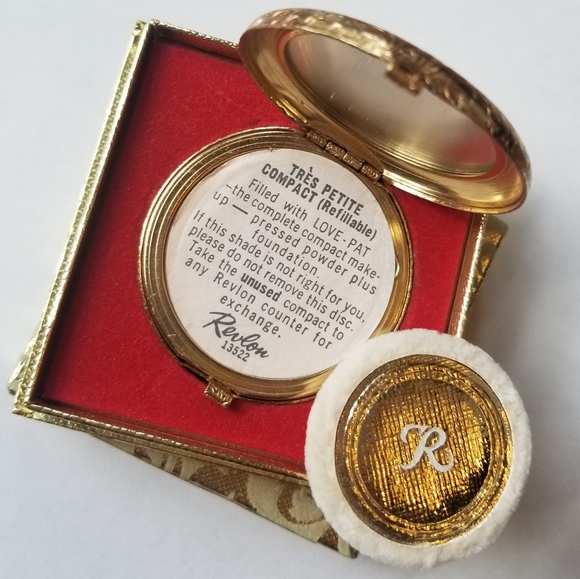 TRÈS PETITE
COMPACT (Refillable)
Filled with LOVE-PAT
-the complete compact make-
up — pressed powder plus
foundation.
If this shade is not right for you,
please do not remove this disc.
Take the unused compact to
any Revlon counter for
exchange.
Revlon
13522
R